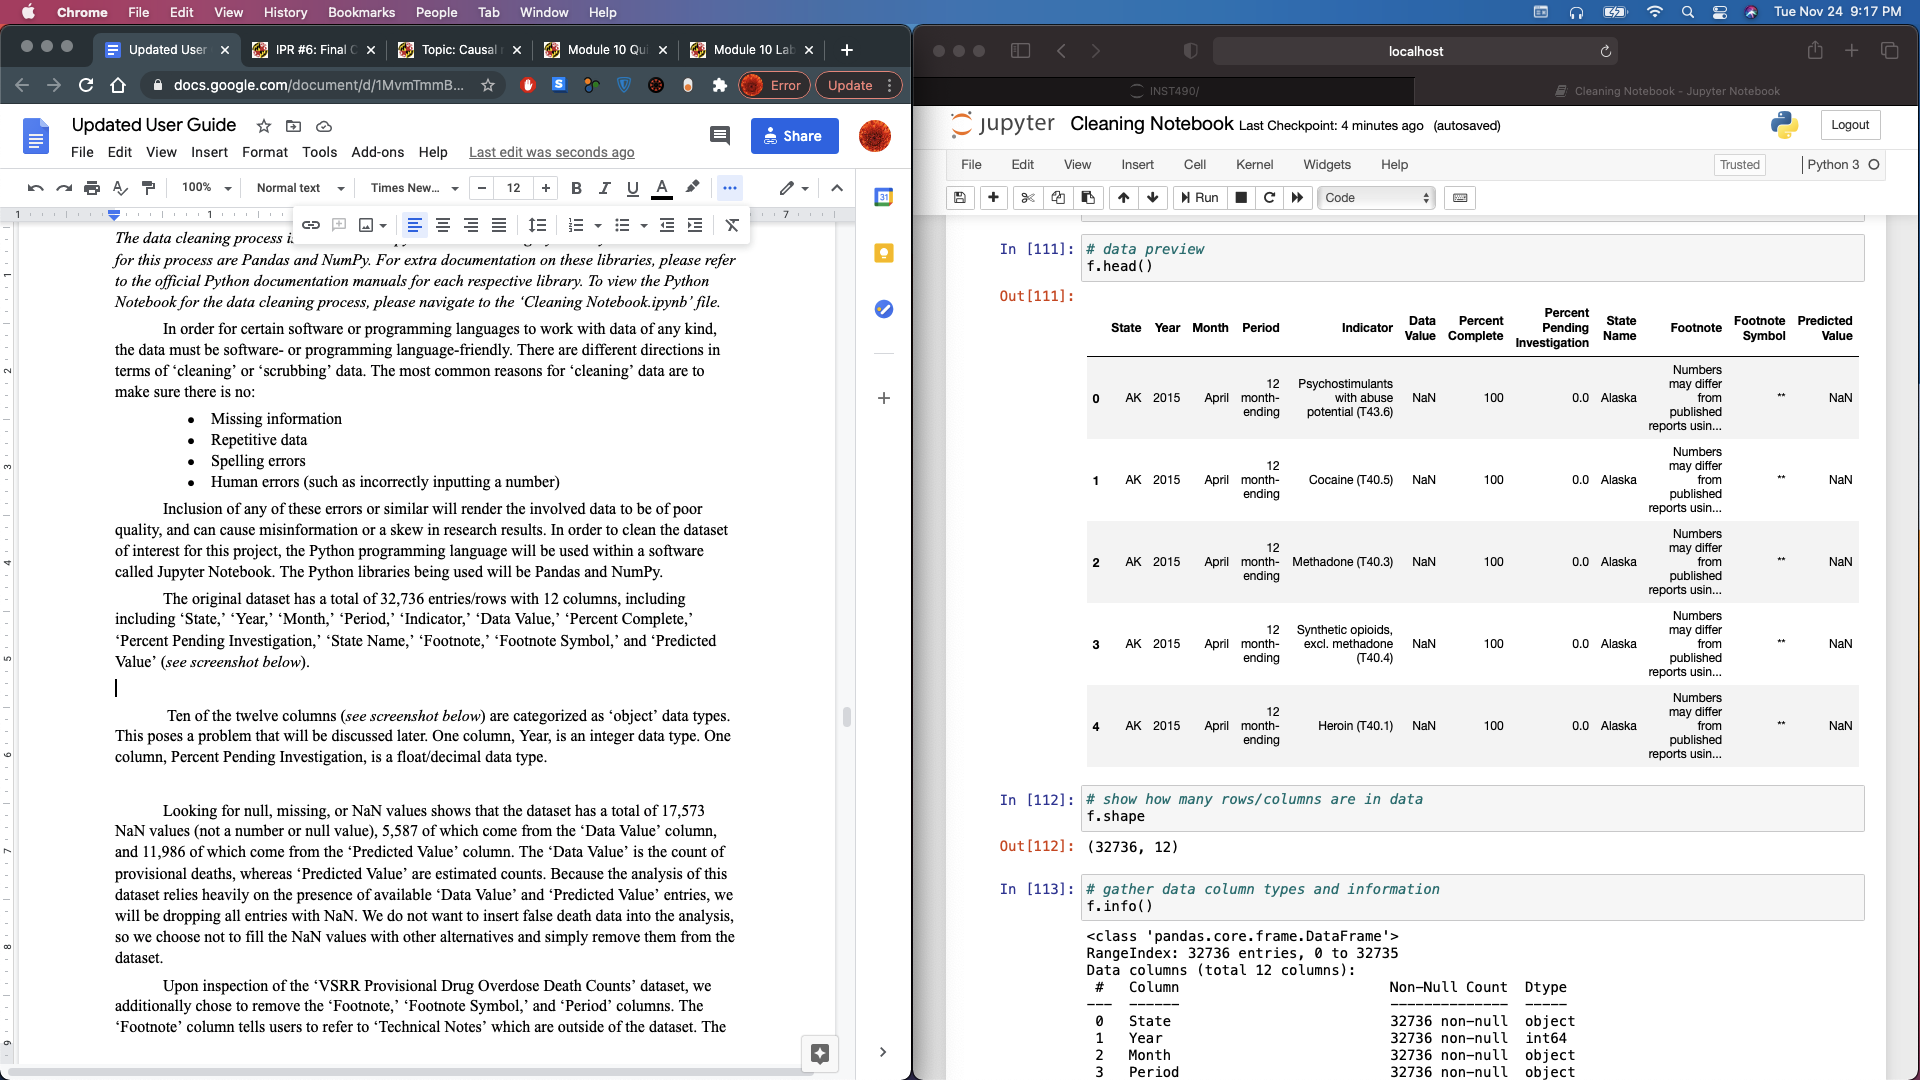 Chrome File Edit View History Bookmarks People Tab Window Help Tue Nov 24 9:17 PM
Updated User IPR #6: Final C Topic: Causal Module 10 Qui Module 10 Lab
docs.google.com/document/d/1MvmTmmB... Error Update
Updated User Guide
Share
File Edit View Insert Format Tools Add-ons Help Last edit was seconds ago
100% Normal text Times New... 12 B I U A
The data cleaning process
for this process are Pandas and NumPy. For extra documentation on these libraries, please refer
to the official Python documentation manuals for each respective library. To view the Python
Notebook for the data cleaning process, please navigate to the ‘Cleaning Notebook.ipynb’ file.
In order for certain software or programming languages to work with data of any kind,
the data must be software- or programming language-friendly. There are different directions in
terms of ‘cleaning’ or ‘scrubbing’ data. The most common reasons for ‘cleaning’ data are to
make sure there is no:
● Missing information
● Repetitive data
● Spelling errors
● Human errors (such as incorrectly inputting a number)
Inclusion of any of these errors or similar will render the involved data to be of poor
quality, and can cause misinformation or a skew in research results. In order to clean the dataset
of interest for this project, the Python programming language will be used within a software
called Jupyter Notebook. The Python libraries being used will be Pandas and NumPy.
The original dataset has a total of 32,736 entries/rows with 12 columns, including
including ‘State,’ ‘Year,’ ‘Month,’ ‘Period,’ ‘Indicator,’ ‘Data Value,’ ‘Percent Complete,’
‘Percent Pending Investigation,’ ‘State Name,’ ‘Footnote,’ ‘Footnote Symbol,’ and ‘Predicted
Value’ (see screenshot below).
Ten of the twelve columns (see screenshot below) are categorized as ‘object’ data types.
This poses a problem that will be discussed later. One column, Year, is an integer data type. One
column, Percent Pending Investigation, is a float/decimal data type.
Looking for null, missing, or NaN values shows that the dataset has a total of 17,573
NaN values (not a number or null value), 5,587 of which come from the ‘Data Value’ column,
and 11,986 of which come from the ‘Predicted Value’ column. The ‘Data Value’ is the count of
provisional deaths, whereas ‘Predicted Value’ are estimated counts. Because the analysis of this
dataset relies heavily on the presence of available ‘Data Value’ and ‘Predicted Value’ entries, we
will be dropping all entries with NaN. We do not want to insert false death data into the analysis,
so we choose not to fill the NaN values with other alternatives and simply remove them from the
dataset.
Upon inspection of the ‘VSRR Provisional Drug Overdose Death Counts’ dataset, we
additionally chose to remove the ‘Footnote,’ ‘Footnote Symbol,’ and ‘Period’ columns. The
‘Footnote’ column tells users to refer to ‘Technical Notes’ which are outside of the dataset. The
localhost
INST490/ Cleaning Notebook - Jupyter Notebook
jupyter Cleaning Notebook Last Checkpoint: 4 minutes ago (autosaved) Logout
File Edit View Insert Cell Kernel Widgets Help Trusted Python 3
Run Code
In [111]: # data preview
f.head()
Out[111]:
State Year Month Period Indicator Data Value Percent Complete Percent Pending Investigation State Name Footnote Footnote Symbol Predicted Value
0 AK 2015 April 12 month-ending Psychostimulants with abuse potential (T43.6) NaN 100 0.0 Alaska Numbers may differ from published reports usin... ** NaN
1 AK 2015 April 12 month-ending Cocaine (T40.5) NaN 100 0.0 Alaska Numbers may differ from published reports usin... ** NaN
2 AK 2015 April 12 month-ending Methadone (T40.3) NaN 100 0.0 Alaska Numbers may differ from published reports usin... ** NaN
3 AK 2015 April 12 month-ending Synthetic opioids, excl. methadone (T40.4) NaN 100 0.0 Alaska Numbers may differ from published reports usin... ** NaN
4 AK 2015 April 12 month-ending Heroin (T40.1) NaN 100 0.0 Alaska Numbers may differ from published reports usin... ** NaN
In [112]: # show how many rows/columns are in data
f.shape
Out[112]: (32736, 12)
In [113]: # gather data column types and information
f.info()
<class 'pandas.core.frame.DataFrame'>
RangeIndex: 32736 entries, 0 to 32735
Data columns (total 12 columns):
# Column Non-Null Count Dtype
--- ------ -------------- -----
0 State 32736 non-null object
1 Year 32736 non-null int64
2 Month 32736 non-null object
3 Period 32736 non-null object